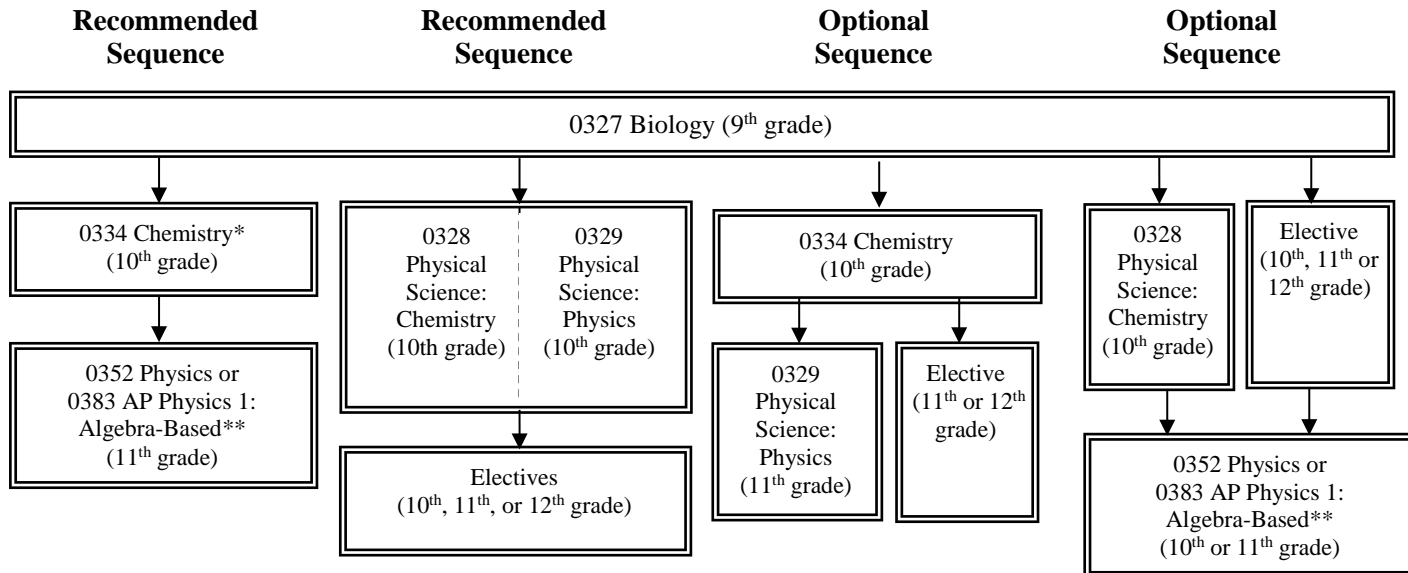 Recommended
Sequence
Recommended
Sequence
Optional
Sequence
Optional
Sequence
0327 Biology (9th grade)
0334 Chemistry*
(10th grade)
0352 Physics or
0383 AP Physics 1:
Algebra-Based**
(11th grade)
0328
Physical
Science:
Chemistry
(10th grade)
0329
Physical
Science:
Physics
(10th grade)
Electives
(10th, 11th, or 12th grade)
0334 Chemistry
(10th grade)
0329
Physical
Science:
Physics
(11th grade)
Elective
(11th or 12th
grade)
0328
Physical
Science:
Chemistry
(10th grade)
Elective
(10th, 11th or
12th grade)
0352 Physics or
0383 AP Physics 1:
Algebra-Based**
(10th or 11th grade)